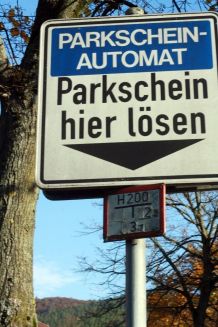 PARKSCHEIN-
AUTOMAT
Parkschein
hier lösen
H200